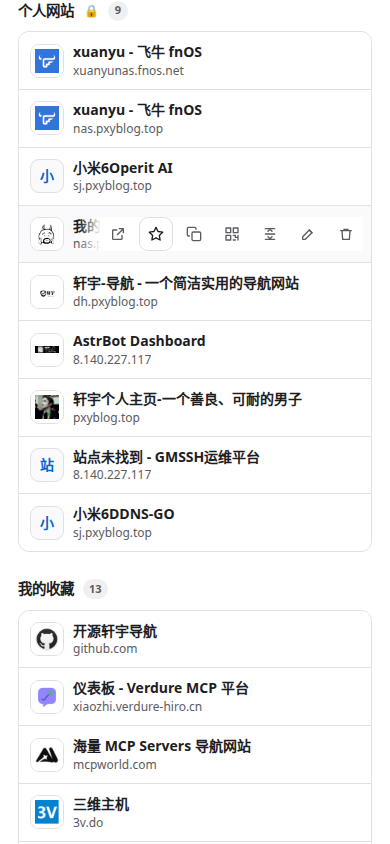 个人网站 🔒 9
xuanyu - 飞牛 fnOS
xuanyunas.fnos.net
xuanyu - 飞牛 fnOS
nas.pxyblog.top
小
小米6Operit AI
sj.pxyblog.top
我的
nas.
轩宇-导航 - 一个简洁实用的导航网站
dh.pxyblog.top
AstrBot Dashboard
8.140.227.117
轩宇个人主页-一个善良、可耐的男子
pxyblog.top
站
站点未找到 - GMSSH运维平台
8.140.227.117
小
小米6DDNS-GO
sj.pxyblog.top
我的收藏 13
开源轩宇导航
github.com
仪表板 - Verdure MCP 平台
xiaozhi.verdure-hiro.cn
海量 MCP Servers 导航网站
mcpworld.com
3V
三维主机
3v.do